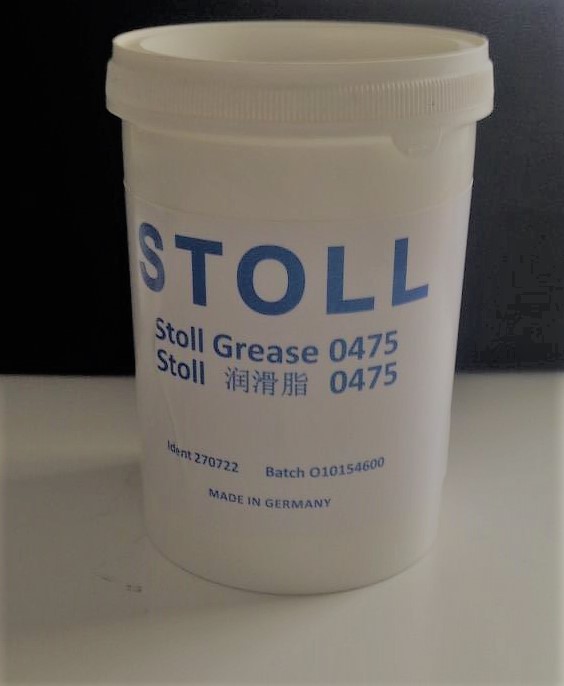 STOLL
Stoll Grease 0475
Stoll 润滑脂 0475
Ident 270722 Batch O10154600
MADE IN GERMANY